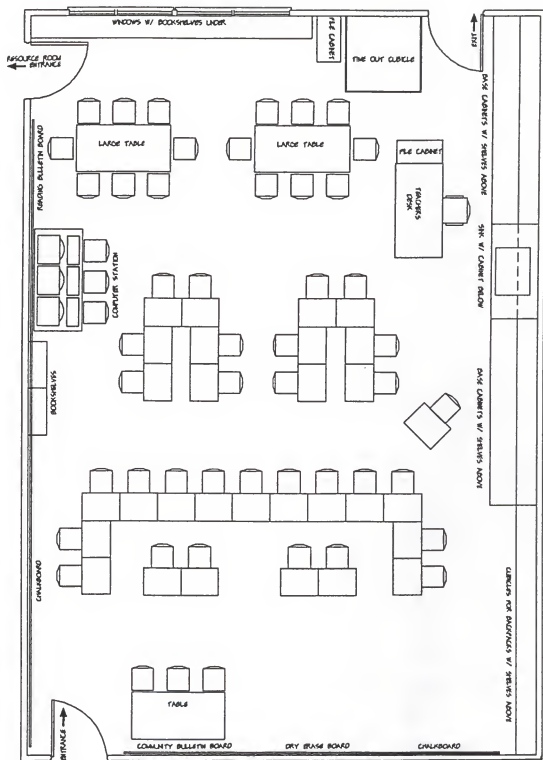 WINDOWS W/ BOOKSHELVES UNDER
FILE CABINET
TIME OUT CUBICLE
EXIT
RESOURCE ROOM
ENTRANCE
LARGE TABLE
LARGE TABLE
FILE CABINET
TEACHER'S
DESK
BASE CABINETS W/ SHELVES ABOVE
READING BULLETIN BOARD
COMPUTER STATION
SINK W/ CABINET BELOW
BOOKSHELVES
BASE CABINETS W/ SHELVES ABOVE
CHALKBOARD
CUBICLES FOR BACKPACKS W/ SHELVES ABOVE
TABLE
ENTRANCE
COMMUNITY BULLETIN BOARD
DRY ERASE BOARD
CHALKBOARD